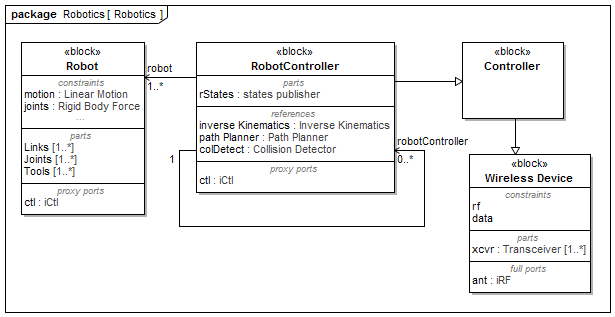 package Robotics [ Robotics ]
«block»
Robot
constraints
motion : Linear Motion
joints : Rigid Body Force
...
parts
Links [1..*]
Joints [1..*]
Tools [1..*]
proxy ports
ctl : iCtl
robot
1..*
«block»
RobotController
parts
rStates : states publisher
references
inverse Kinematics : Inverse Kinematics
path Planner : Path Planner
colDetect : Collision Detector
proxy ports
ctl : iCtl
1
robotController
0..*
«block»
Controller
«block»
Wireless Device
constraints
rf
data
parts
xcvr : Transceiver [1..*]
full ports
ant : iRF